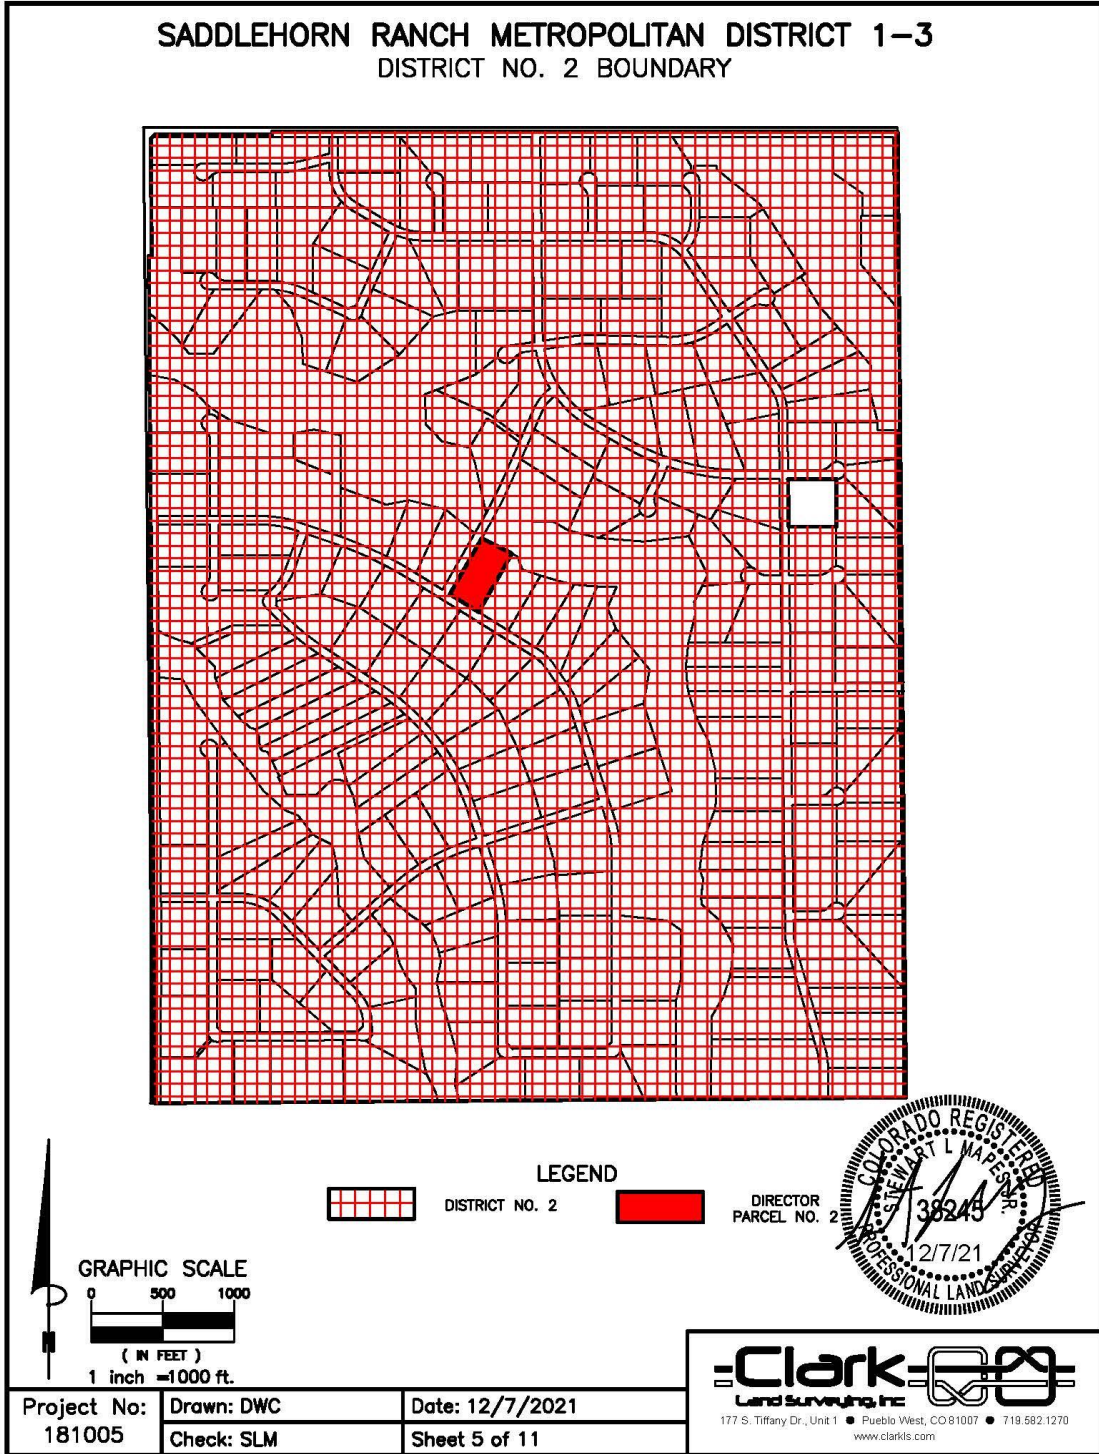 SADDLEHORN RANCH METROPOLITAN DISTRICT 1-3
DISTRICT NO. 2 BOUNDARY
LEGEND
DISTRICT NO. 2
DIRECTOR
PARCEL NO. 2
COLORADO REGISTERED
STEWART L MAPES JR.
38245
12/7/21
PROFESSIONAL LAND SURVEYOR
N
GRAPHIC SCALE
0 500 1000
( IN FEET )
1 inch =1000 ft.
Project No:
181005
Drawn: DWC
Check: SLM
Date: 12/7/2021
Sheet 5 of 11
Clark
Land Surveying, Inc
177 S. Tiffany Dr., Unit 1 ● Pueblo West, CO 81007 ● 719.582.1270
www.clarkls.com